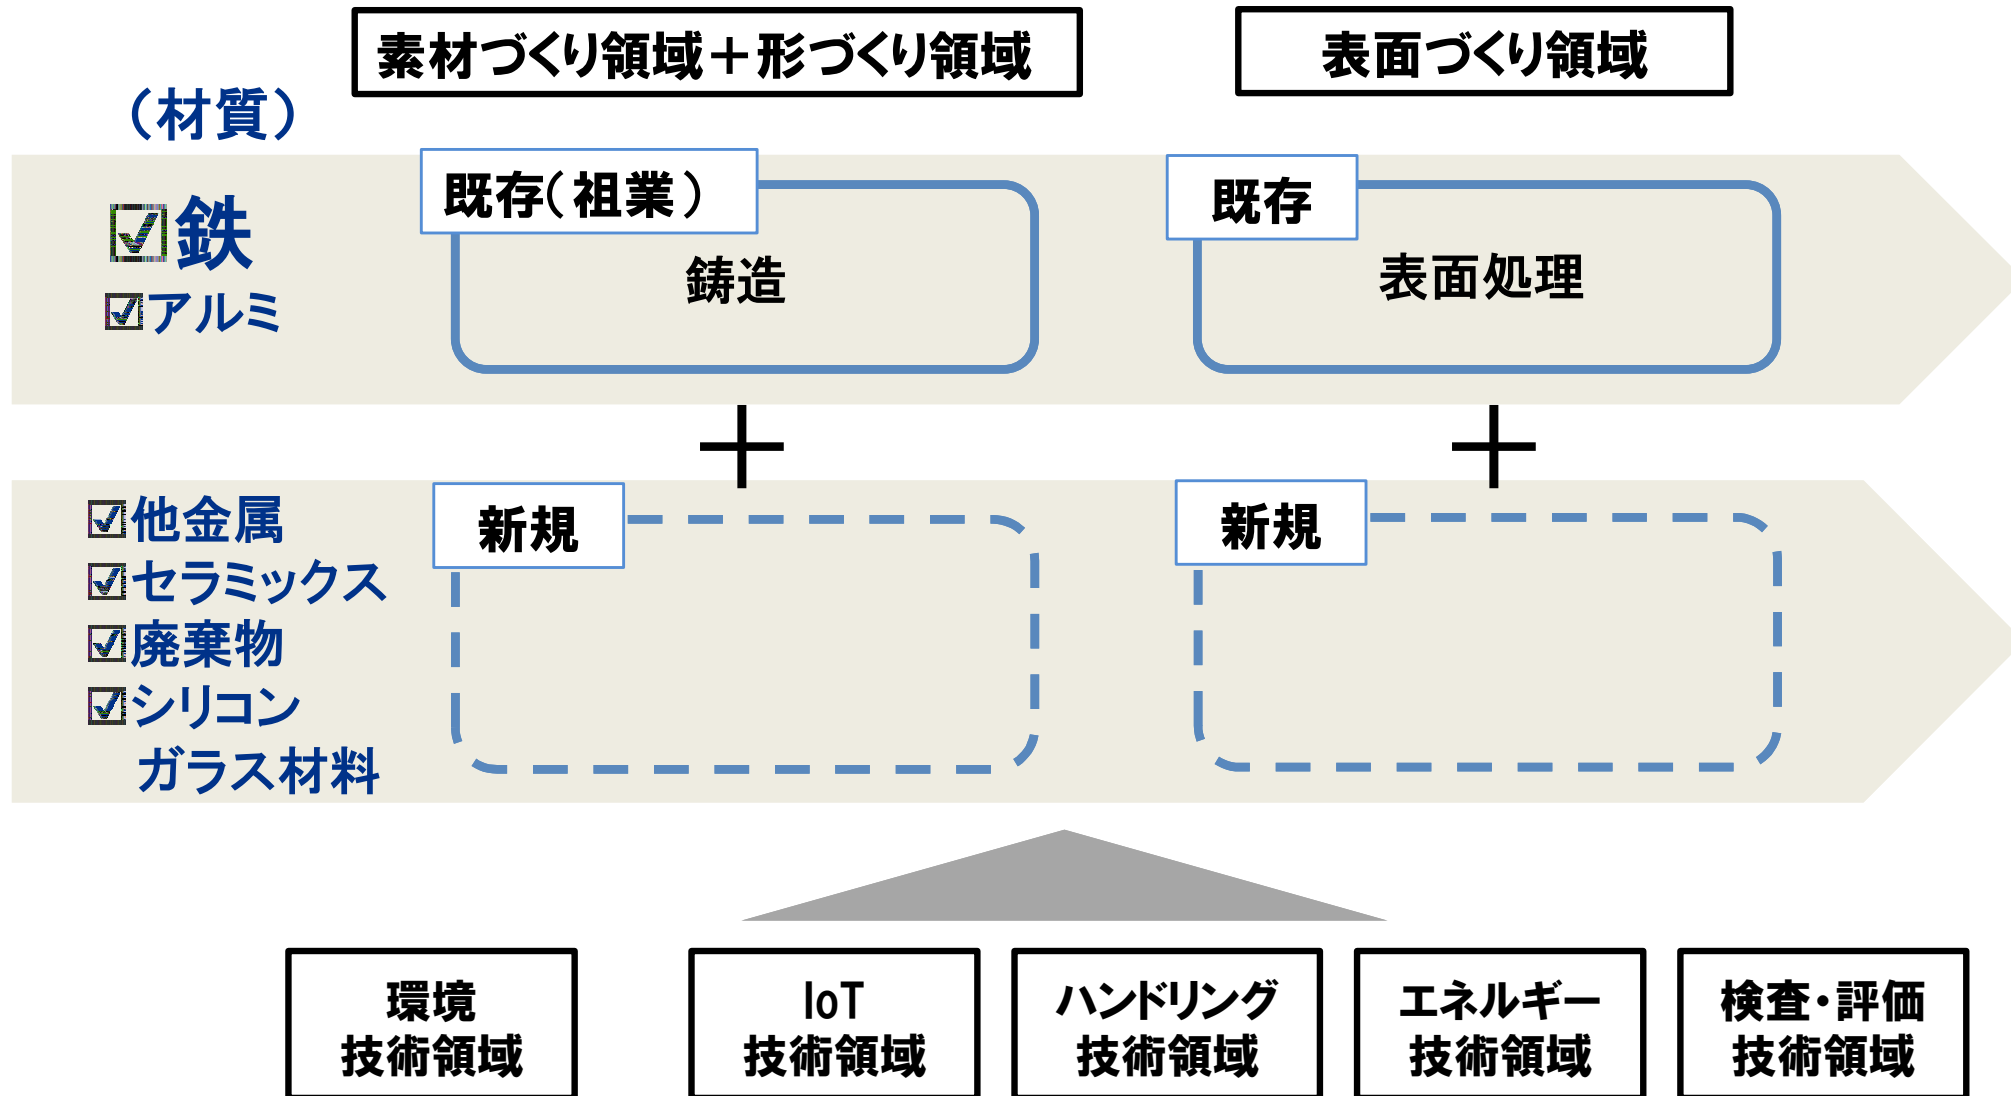 素材づくり領域＋形づくり領域
表面づくり領域
（材質）
既存（祖業）
既存
鉄
アルミ
鋳造
表面処理
＋
＋
新規
新規
他金属
セラミックス
廃棄物
シリコン
ガラス材料
環境
技術領域
IoT
技術領域
ハンドリング
技術領域
エネルギー
技術領域
検査・評価
技術領域